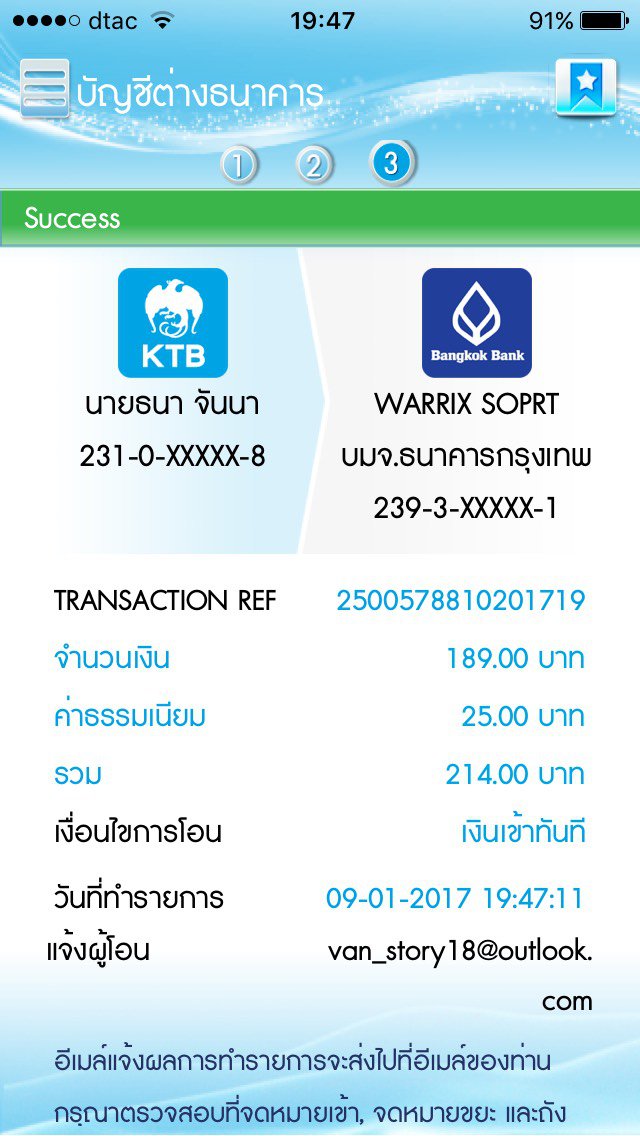 dtac 19:47 91%
บัญชีต่างธนาคาร
1 2 3
Success
KTB
Bangkok Bank
นายธนา จันนา
WARRIX SOPRT
231-0-XXXXX-8
บมจ.ธนาคารกรุงเทพ
239-3-XXXXX-1
TRANSACTION REF 2500578810201719
จำนวนเงิน 189.00 บาท
ค่าธรรมเนียม 25.00 บาท
รวม 214.00 บาท
เงื่อนไขการโอน เงินเข้าทันที
วันที่ทำรายการ 09-01-2017 19:47:11
แจ้งผู้โอน van_story18@outlook.
com
อีเมล์แจ้งผลการทำรายการจะส่งไปที่อีเมล์ของท่าน
กรุณาตรวจสอบที่จดหมายเข้า, จดหมายขยะ และถัง